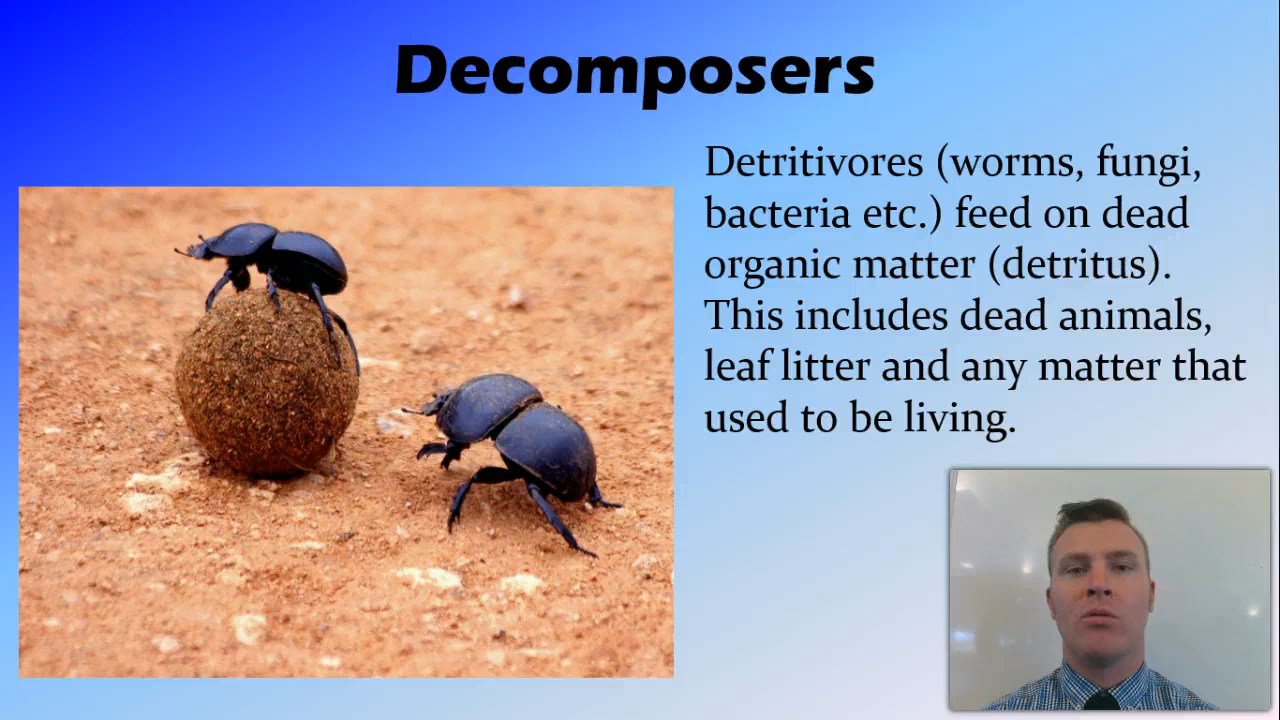 Decomposers
Detritivores (worms, fungi,
bacteria etc.) feed on dead
organic matter (detritus).
This includes dead animals,
leaf litter and any matter that
used to be living.